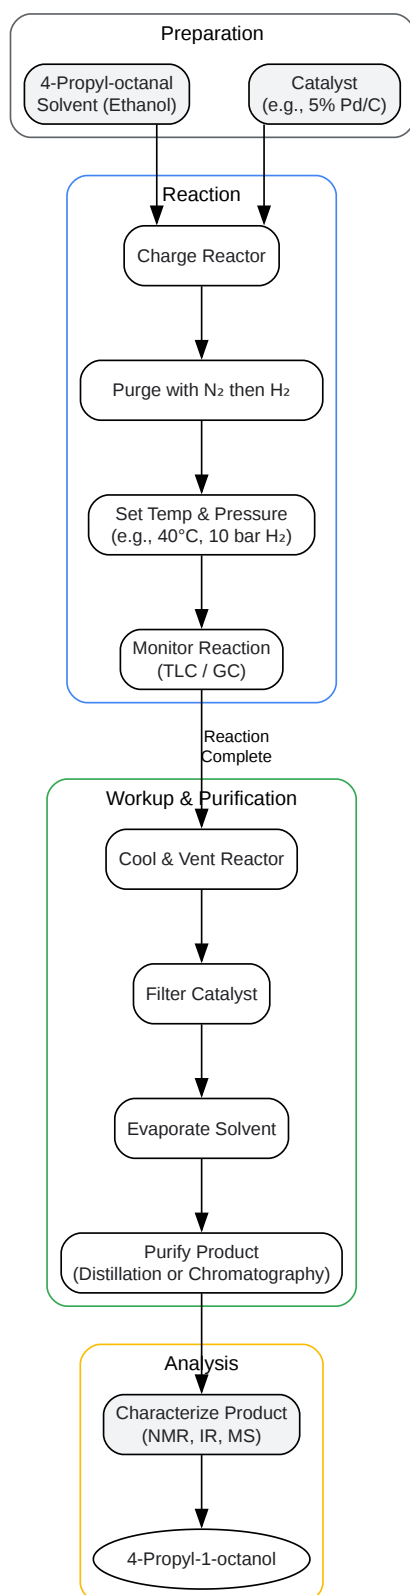 Preparation
4-Propyl-octanal
Solvent (Ethanol)
Catalyst
(e.g., 5% Pd/C)
Reaction
Charge Reactor
Purge with N₂ then H₂
Set Temp & Pressure
(e.g., 40°C, 10 bar H₂)
Monitor Reaction
(TLC / GC)
Reaction
Complete
Workup & Purification
Cool & Vent Reactor
Filter Catalyst
Evaporate Solvent
Purify Product
(Distillation or Chromatography)
Analysis
Characterize Product
(NMR, IR, MS)
4-Propyl-1-octanol